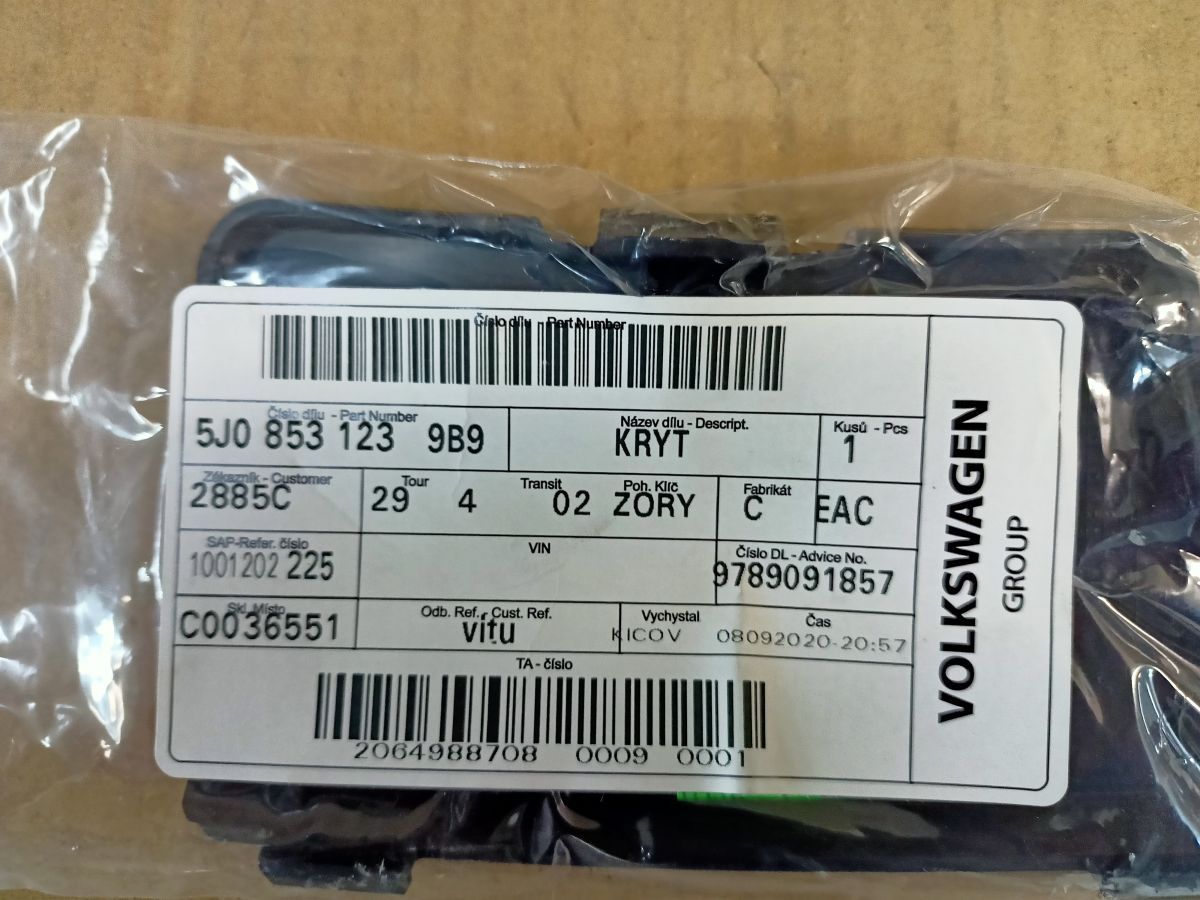 Číslo dílu - Part Number
Číslo dílu - Part Number
5J0 853 123 9B9
Název dílu - Descript.
KRYT
Kusů - Pcs
1
Zákazník - Customer
2885C
Tour
29 4
Transit
02
Poh. Klíč
ZORY
Fabrikát
C
EAC
SAP-Refer. číslo
1001202 225
VIN
Číslo DL - Advice No.
9789091857
Skl. Místo
C0036551
Odb. Ref. Cust. Ref.
vítu
Vychystal
KICOV
Čas
08092020-20:57
TA - číslo
2064988708 0009 0001
VOLKSWAGEN
GROUP